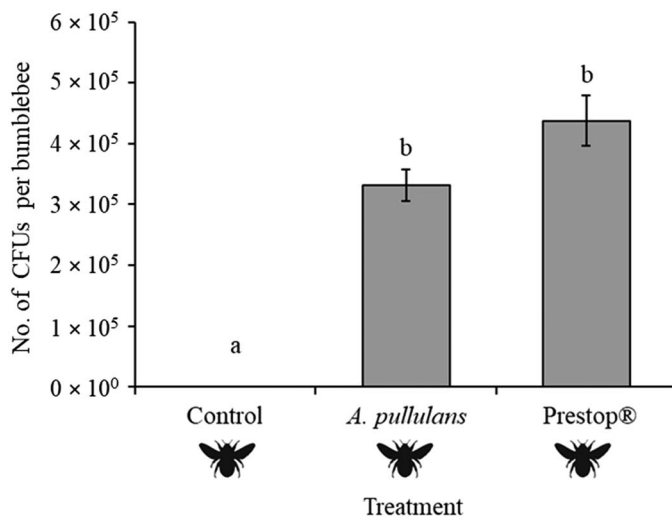 No. of CFUs per bumblebee
6 × 10⁵
5 × 10⁵
4 × 10⁵
3 × 10⁵
2 × 10⁵
1 × 10⁵
0 × 10⁰
a
b
b
Control
A. pullulans
Prestop®
Treatment